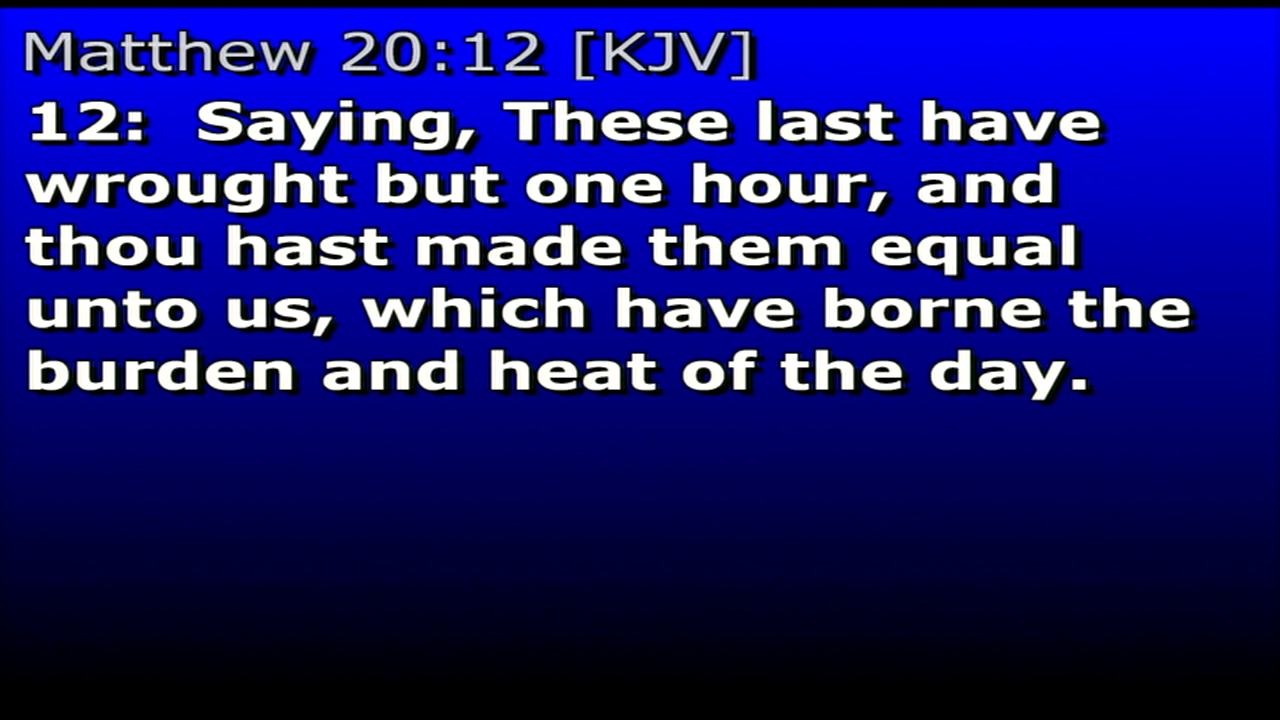 Matthew 20:12 [KJV]
12:  Saying, These last have
wrought but one hour, and
thou hast made them equal
unto us, which have borne the
burden and heat of the day.